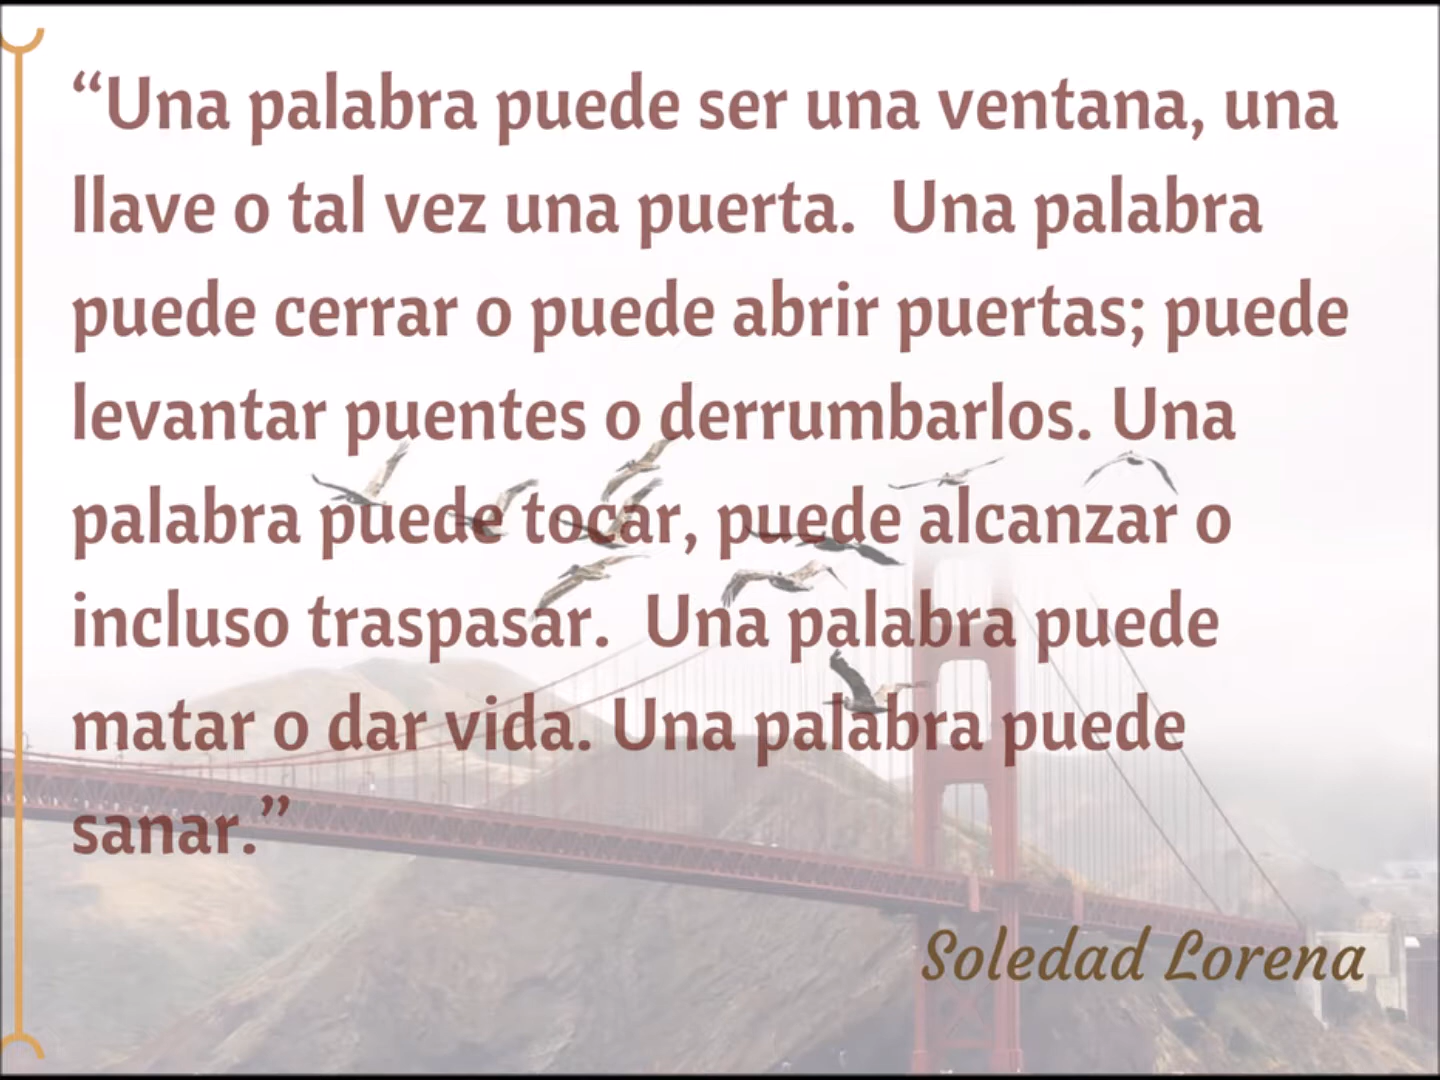 “Una palabra puede ser una ventana, una
llave o tal vez una puerta.  Una palabra
puede cerrar o puede abrir puertas; puede
levantar puentes o derrumbarlos. Una
palabra puede tocar, puede alcanzar o
incluso traspasar.  Una palabra puede
matar o dar vida. Una palabra puede
sanar.”
Soledad Lorena